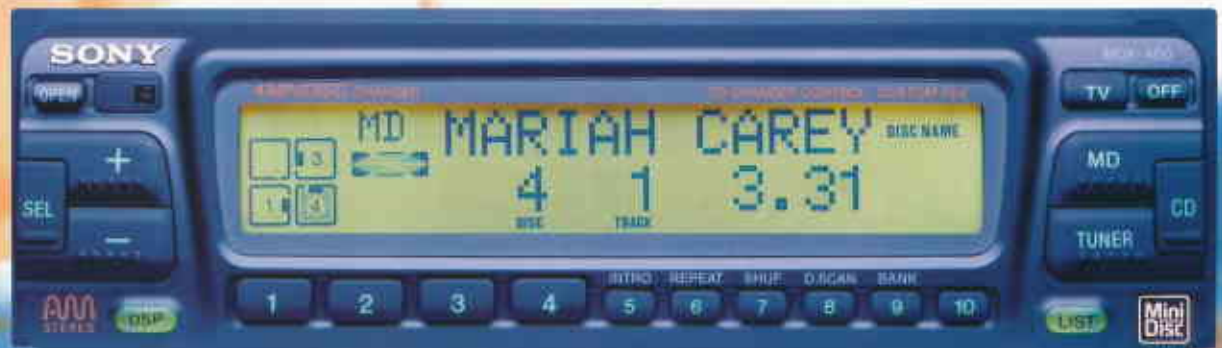 SONY
OPEN
TV OFF
MD MARIAH CAREY DISC NAME
3
1 4
4 1 3.31
DISC TRACK
SEL
+
-
MD
CD
TUNER
INTRO REPEAT SHUF D.SCAN BANK
1 2 3 4 5 6 7 8 9 10
AM
STEREO
DSP
LIST
Mini
Disc